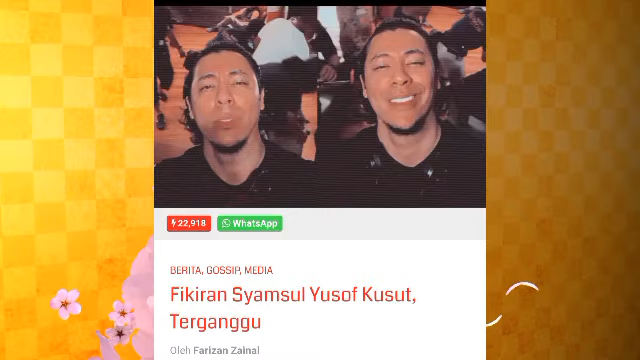 22,918 WhatsApp
BERITA, GOSSIP, MEDIA
Fikiran Syamsul Yusof Kusut,
Terganggu
Oleh Farizan Zainal